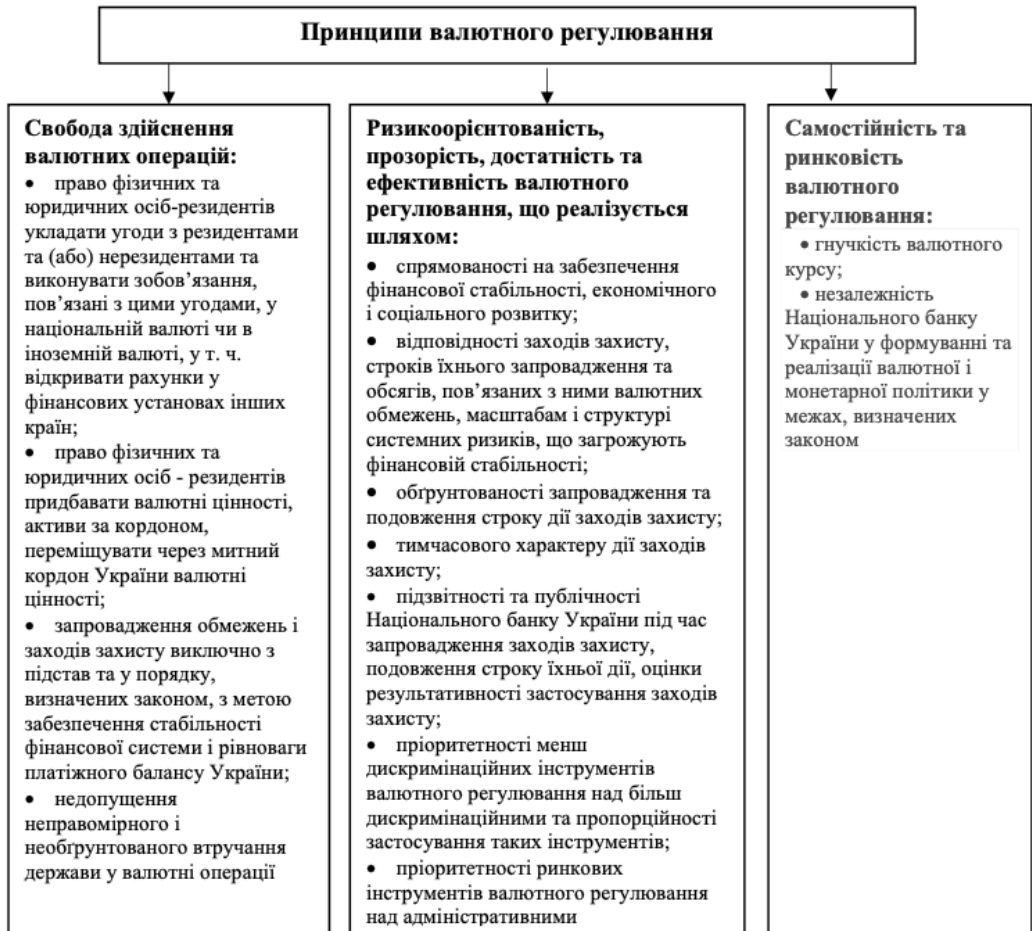 Принципи валютного регулювання
Свобода здійснення
валютних операцій:
• право фізичних та
юридичних осіб-резидентів
укладати угоди з резидентами
та (або) нерезидентами та
виконувати зобов’язання,
пов’язані з цими угодами, у
національній валюті чи в
іноземній валюті, у т. ч.
відкривати рахунки у
фінансових установах інших
країн;
• право фізичних та
юридичних осіб - резидентів
придбавати валютні цінності,
активи за кордоном,
переміщувати через митний
кордон України валютні
цінності;
• запровадження обмежень і
заходів захисту виключно з
підстав та у порядку,
визначених законом, з метою
забезпечення стабільності
фінансової системи і рівноваги
платіжного балансу України;
• недопущення
неправомірного і
необґрунтованого втручання
держави у валютні операції
Ризикоорієнтованість,
прозорість, достатність та
ефективність валютного
регулювання, що реалізується
шляхом:
• спрямованості на забезпечення
фінансової стабільності, економічного
і соціального розвитку;
• відповідності заходів захисту,
строків їхнього запровадження та
обсягів, пов’язаних з ними валютних
обмежень, масштабам і структурі
системних ризиків, що загрожують
фінансовій стабільності;
• обґрунтованості запровадження та
подовження строку дії заходів захисту;
• тимчасового характеру дії заходів
захисту;
• підзвітності та публічності
Національного банку України під час
запровадження заходів захисту,
подовження строку їхньої дії, оцінки
результативності застосування заходів
захисту;
• пріоритетності менш
дискримінаційних інструментів
валютного регулювання над більш
дискримінаційними та пропорційності
застосування таких інструментів;
• пріоритетності ринкових
інструментів валютного регулювання
над адміністративними
Самостійність та
ринковість
валютного
регулювання:
• гнучкість валютного
курсу;
• незалежність
Національного банку
України у формуванні та
реалізації валютної і
монетарної політики у
межах, визначених
законом